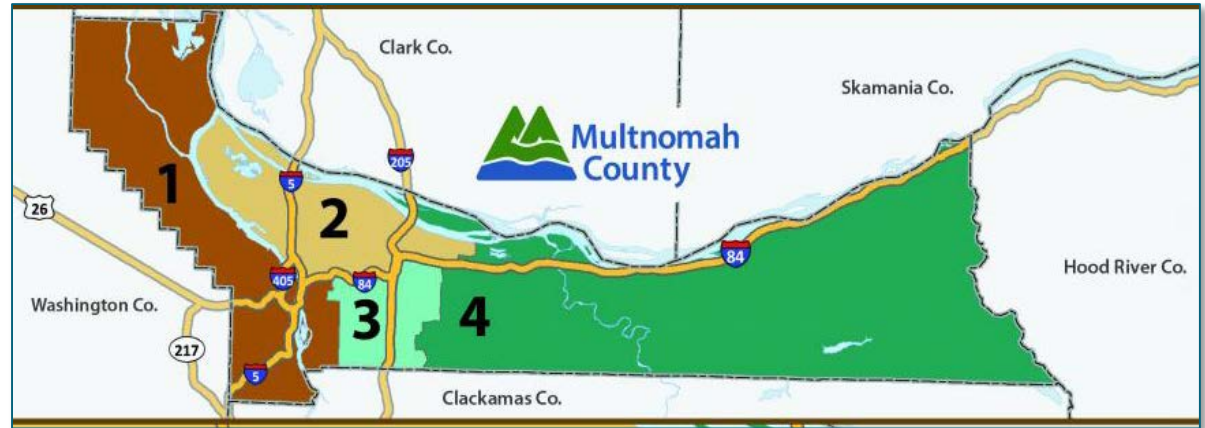 Clark Co.
Skamania Co.
Multnomah
County
205
5
1
2
26
84
405
84
Hood River Co.
Washington Co.
3
4
217
5
Clackamas Co.